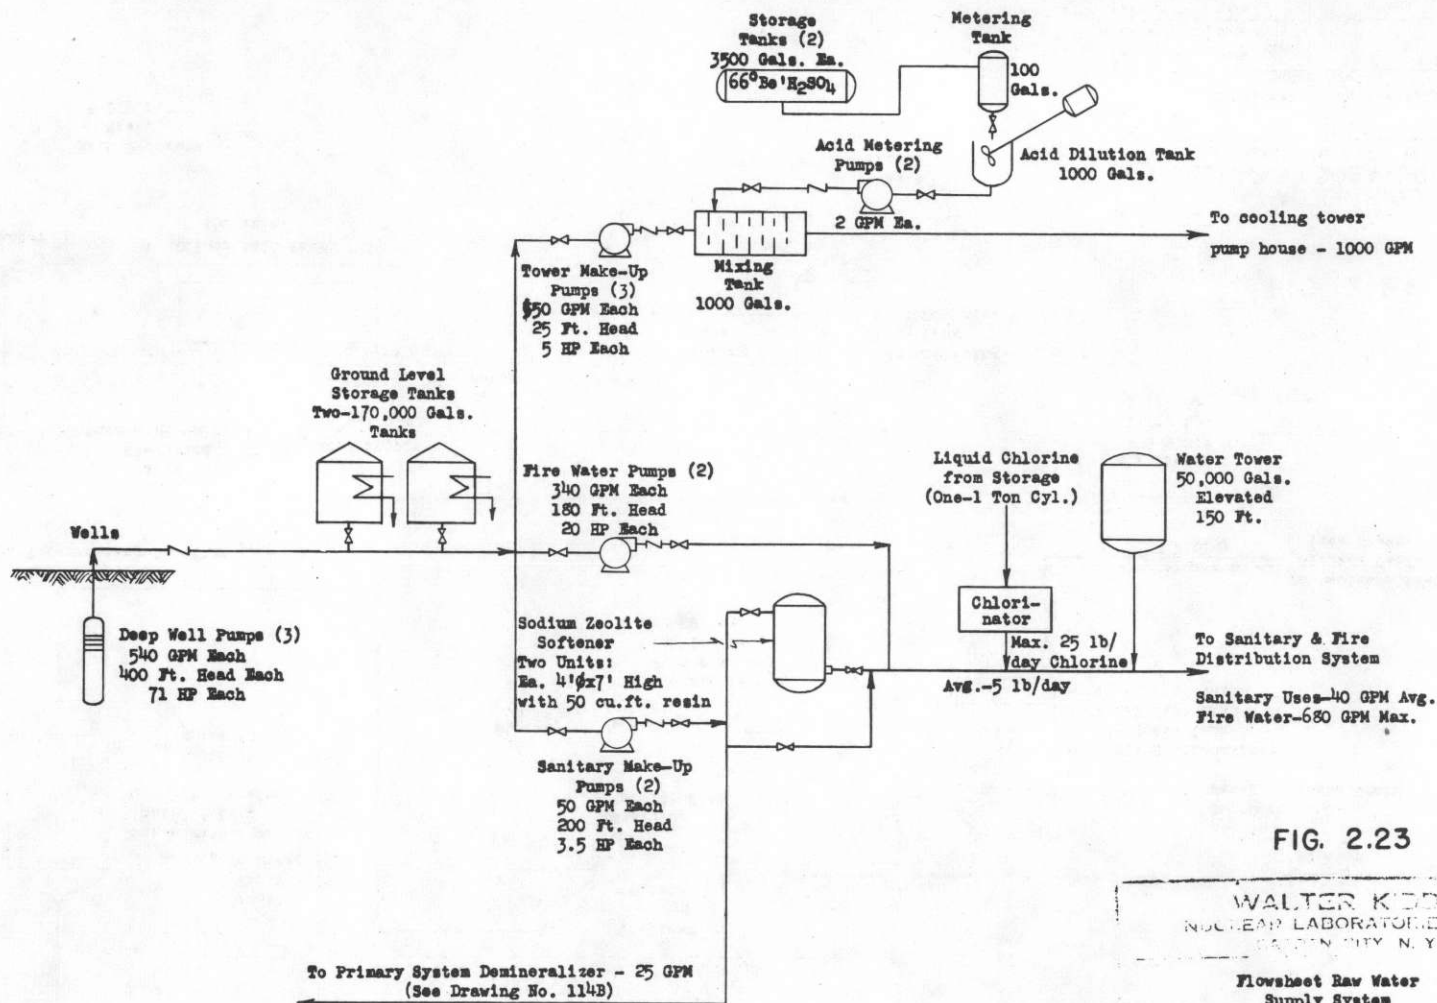 Storage
Tanks (2)
3500 Gals. Ea.
66°Be' H₂SO₄
Metering
Tank
100
Gals.
Acid Metering
Pumps (2)
2 GPM Ea.
Acid Dilution Tank
1000 Gals.
To cooling tower
pump house - 1000 GPM
Tower Make-Up
Pumps (3)
550 GPM Each
25 Ft. Head
5 HP Each
Mixing
Tank
1000 Gals.
Ground Level
Storage Tanks
Two-170,000 Gals.
Tanks
Fire Water Pumps (2)
340 GPM Each
180 Ft. Head
20 HP Each
Liquid Chlorine
from Storage
(One-1 Ton Cyl.)
Water Tower
50,000 Gals.
Elevated
150 Ft.
Wells
Deep Well Pumps (3)
540 GPM Each
400 Ft. Head Each
71 HP Each
Sodium Zeolite
Softener
Two Units:
Ea. 4'øx7' High
with 50 cu.ft. resin
Chlori-
nator
Max. 25 lb/
day Chlorine
Avg.-5 lb/day
To Sanitary & Fire
Distribution System
Sanitary Uses-40 GPM Avg.
Fire Water-680 GPM Max.
Sanitary Make-Up
Pumps (2)
50 GPM Each
200 Ft. Head
3.5 HP Each
FIG. 2.23
WALTER KIDD
NUCLEAR LABORATORIE
GARDEN CITY N. Y
To Primary System Demineralizer - 25 GPM
(See Drawing No. 114B)
Flowsheet Raw Water
Supply System